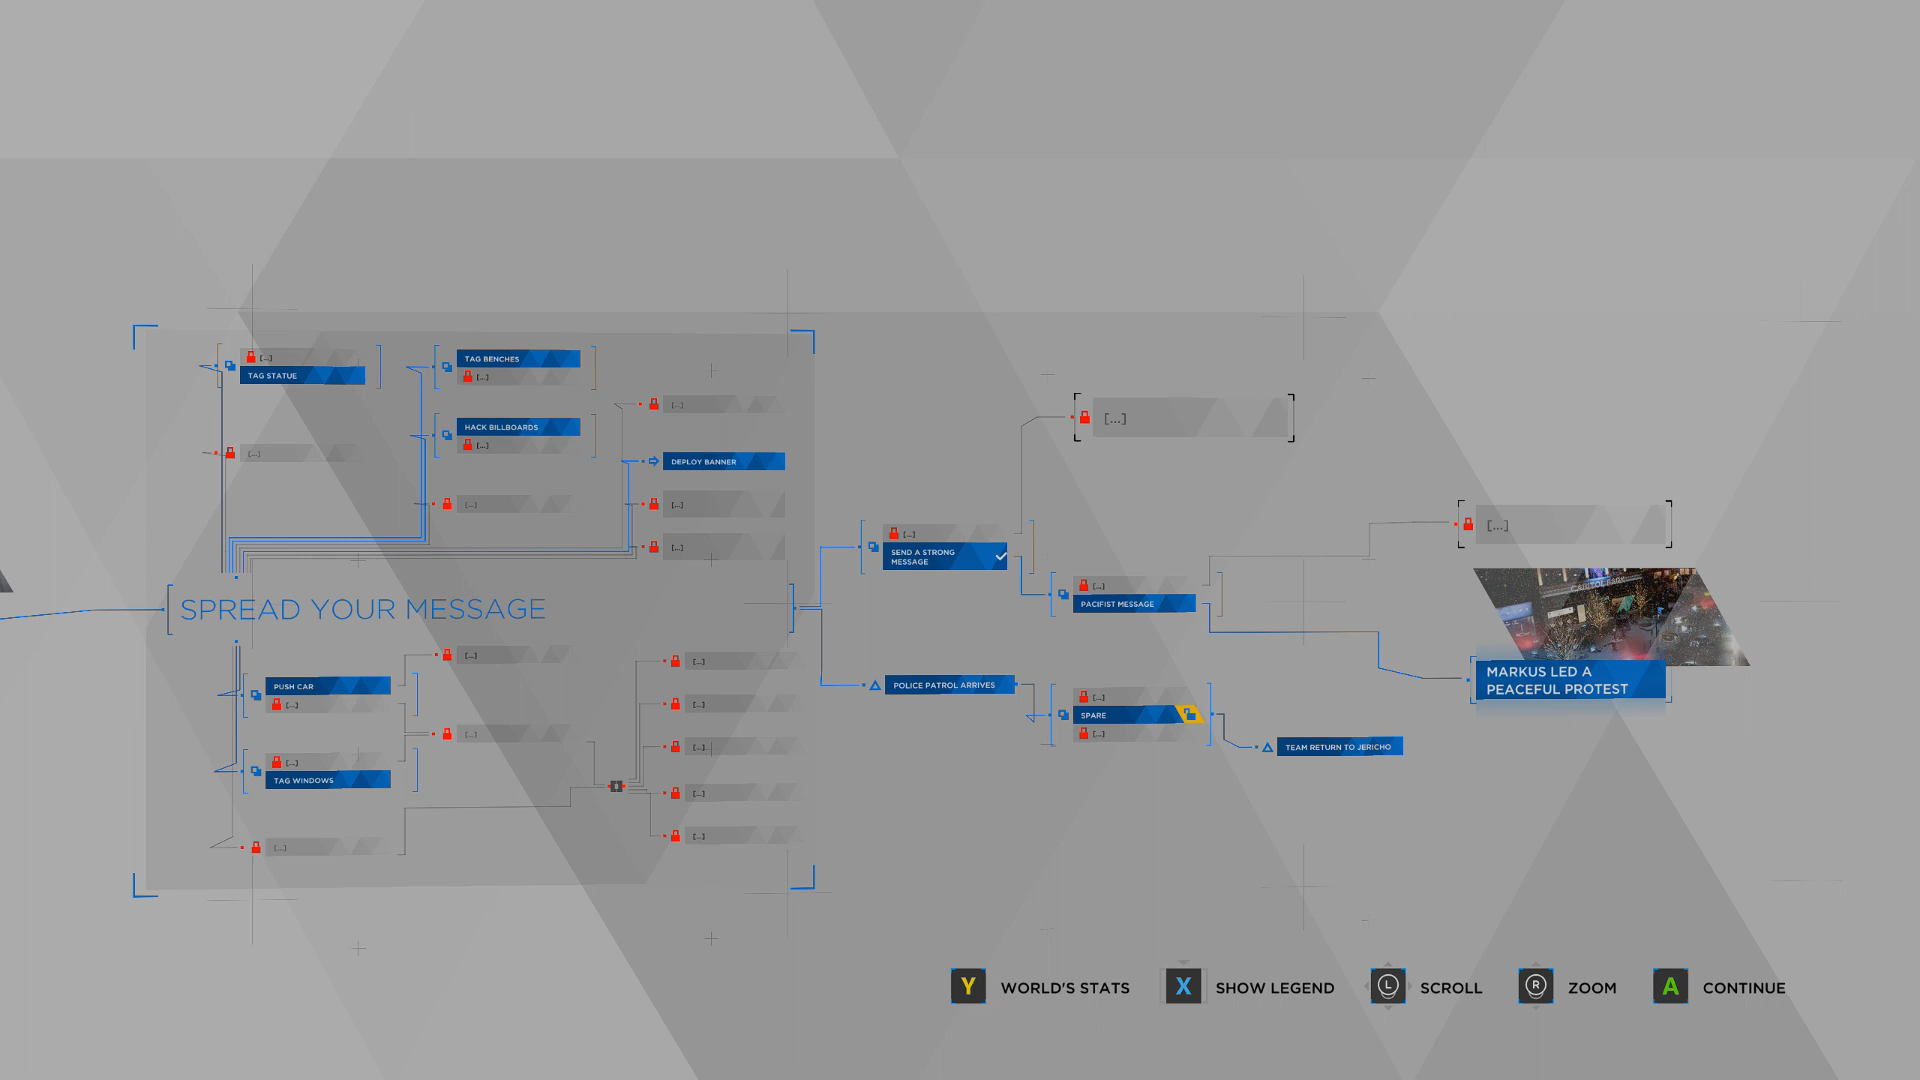 [...]
TAG STATUE
TAG BENCHES
[...]
HACK BILLBOARDS
[...]
[...]
[...]
[...]
DEPLOY BANNER
[...]
[...]
SPREAD YOUR MESSAGE
PUSH CAR
[...]
[...]
TAG WINDOWS
[...]
[...]
[...]
[...]
[...]
[...]
[...]
[...]
[...]
[...]
SEND A STRONG
MESSAGE
[...]
PACIFIST MESSAGE
POLICE PATROL ARRIVES
[...]
SPARE
[...]
TEAM RETURN TO JERICHO
[...]
CAPITOL PARK
MARKUS LED A
PEACEFUL PROTEST
Y WORLD'S STATS
X SHOW LEGEND
L SCROLL
R ZOOM
A CONTINUE